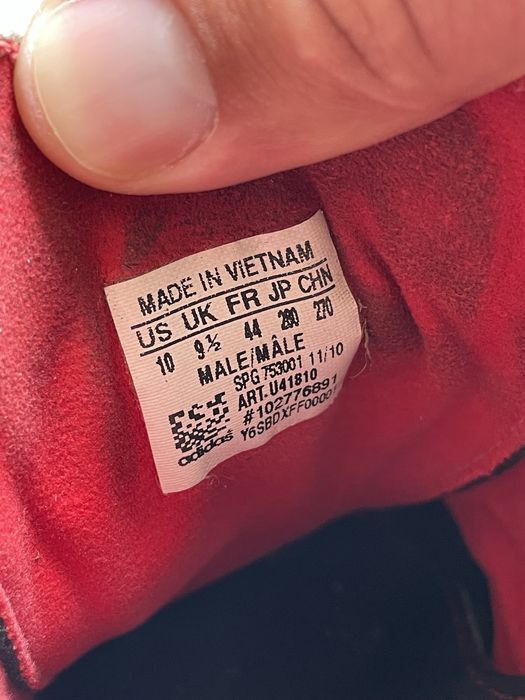 MADE IN VIETNAM
US UK FR JP CHN
10 9½ 44 280 270
MALE/MÂLE
SPG 753001 11/10
ART.U41810
#102776891
Y6SBDXFF00001
adidas